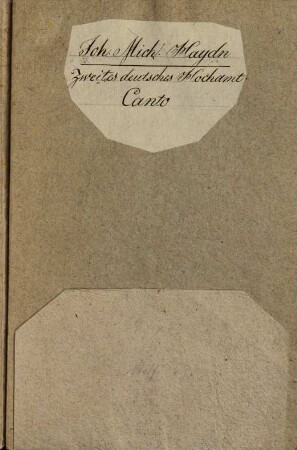 Joh. Mich. Haydn
Zweites deutsches Hochamt
Canto